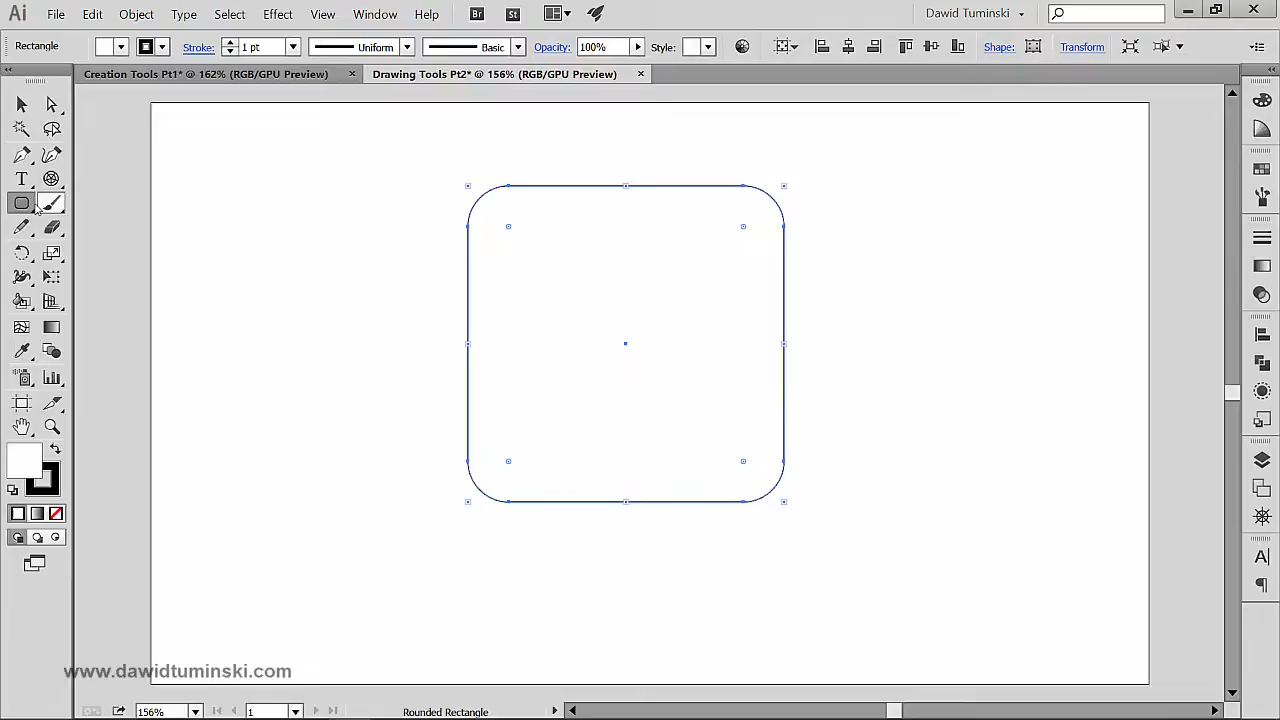 Ai File Edit Object Type Select Effect View Window Help Br St Dawid Tuminski
Rectangle Stroke: 1 pt Uniform Basic Opacity: 100% Style: Shape: Transform
Creation Tools Pt1* @ 162% (RGB/GPU Preview) Drawing Tools Pt2* @ 156% (RGB/GPU Preview)
www.dawidtuminski.com
156% 1 Rounded Rectangle